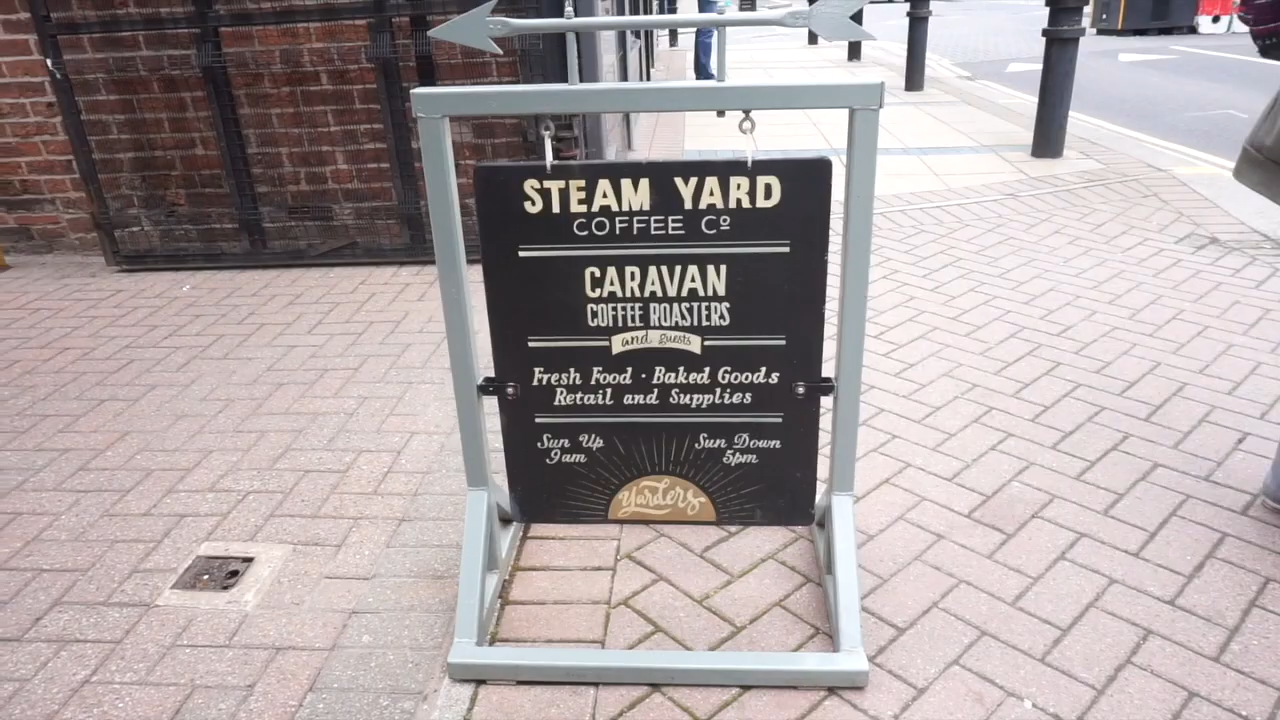 STEAM YARD
COFFEE Cº
CARAVAN
COFFEE ROASTERS
and guests
Fresh Food · Baked Goods
Retail and Supplies
Sun Up Sun Down
9am 5pm
Yarders